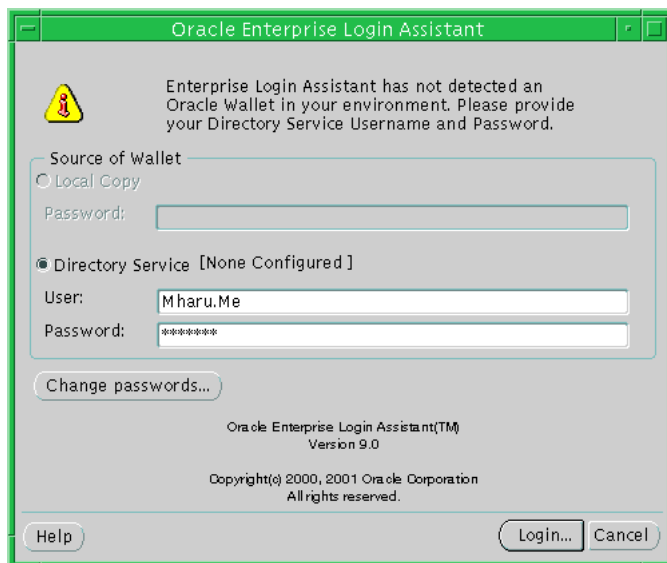 Oracle Enterprise Login Assistant
Enterprise Login Assistant has not detected an
Oracle Wallet in your environment. Please provide
your Directory Service Username and Password.
Source of Wallet
Local Copy
Password:
Directory Service [None Configured ]
User: Mharu.Me
Password: *******
Change passwords...
Oracle Enterprise Login Assistant(TM)
Version 9.0
Copyright(c) 2000, 2001 Oracle Corporation
All rights reserved.
Help Login... Cancel